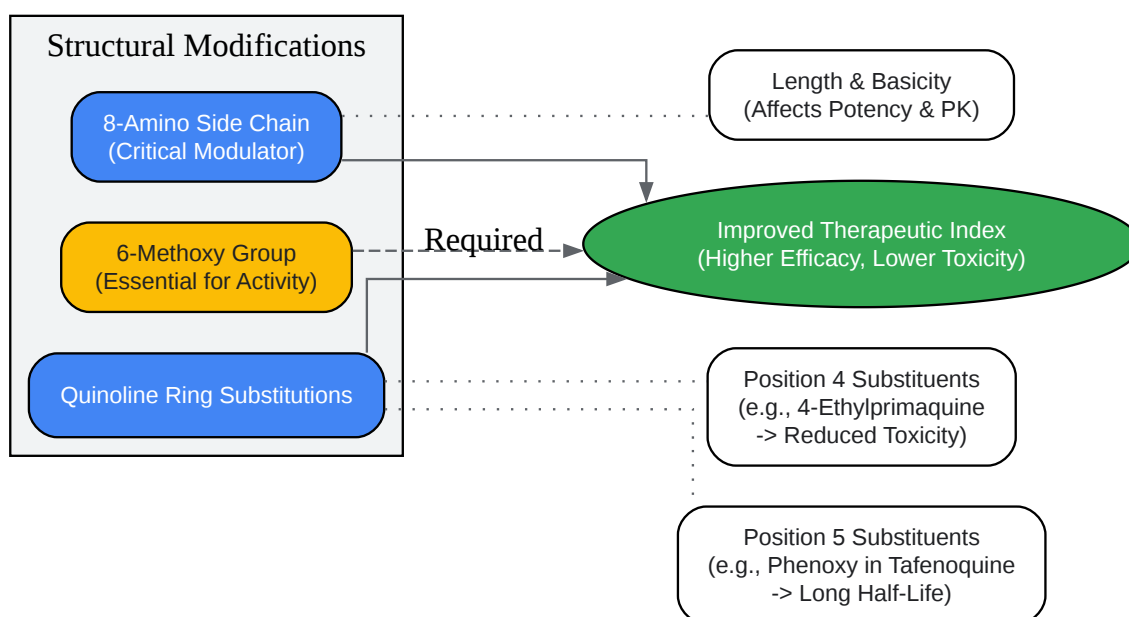 Structural Modifications
8-Amino Side Chain
(Critical Modulator)
Length & Basicity
(Affects Potency & PK)
6-Methoxy Group
(Essential for Activity)
Required
Improved Therapeutic Index
(Higher Efficacy, Lower Toxicity)
Quinoline Ring Substitutions
Position 4 Substituents
(e.g., 4-Ethylprimaquine
-> Reduced Toxicity)
Position 5 Substituents
(e.g., Phenoxy in Tafenoquine
-> Long Half-Life)